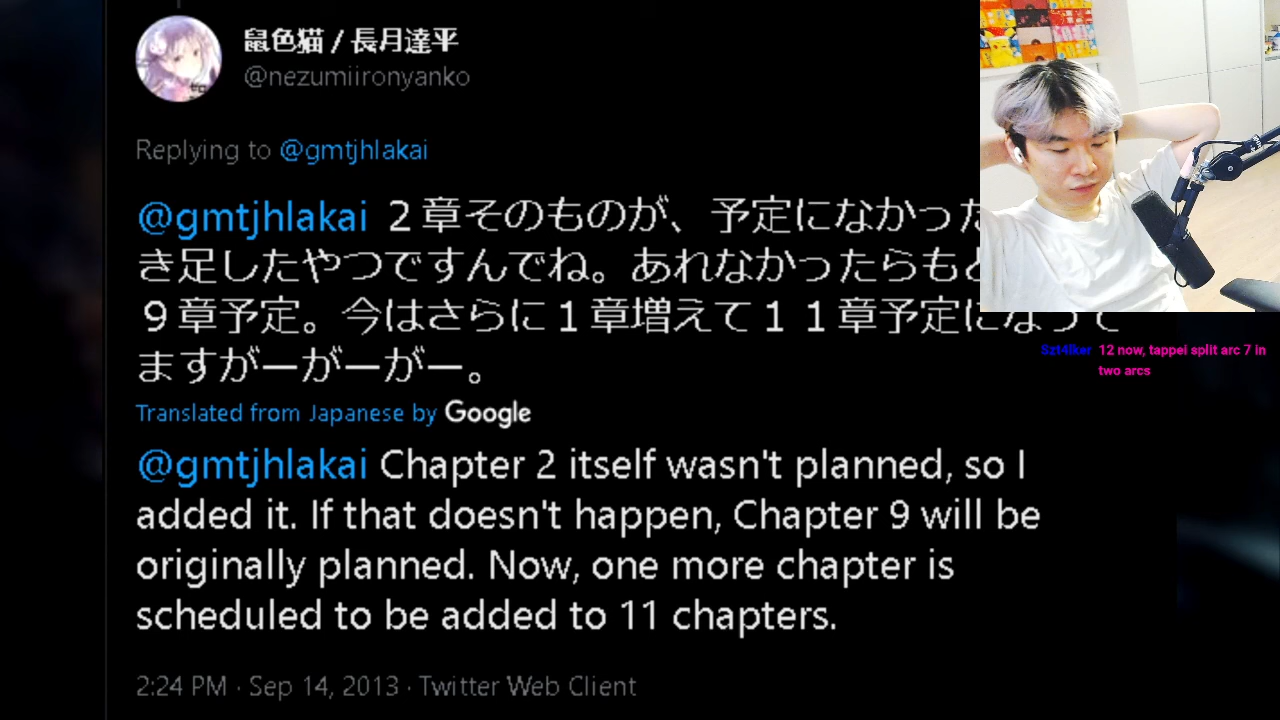 鼠色猫 / 長月達平
@nezumiironyanko
Replying to @gmtjhlakai
@gmtjhlakai ２章そのものが、予定になかった
き足したやつですんでね。あれなかったらもと
９章予定。今はさらに１章増えて１１章予定になって
ますがーがーがー。
Translated from Japanese by Google
@gmtjhlakai Chapter 2 itself wasn't planned, so I
added it. If that doesn't happen, Chapter 9 will be
originally planned. Now, one more chapter is
scheduled to be added to 11 chapters.
2:24 PM · Sep 14, 2013 · Twitter Web Client
Szt4lker 12 now, tappei split arc 7 in
two arcs